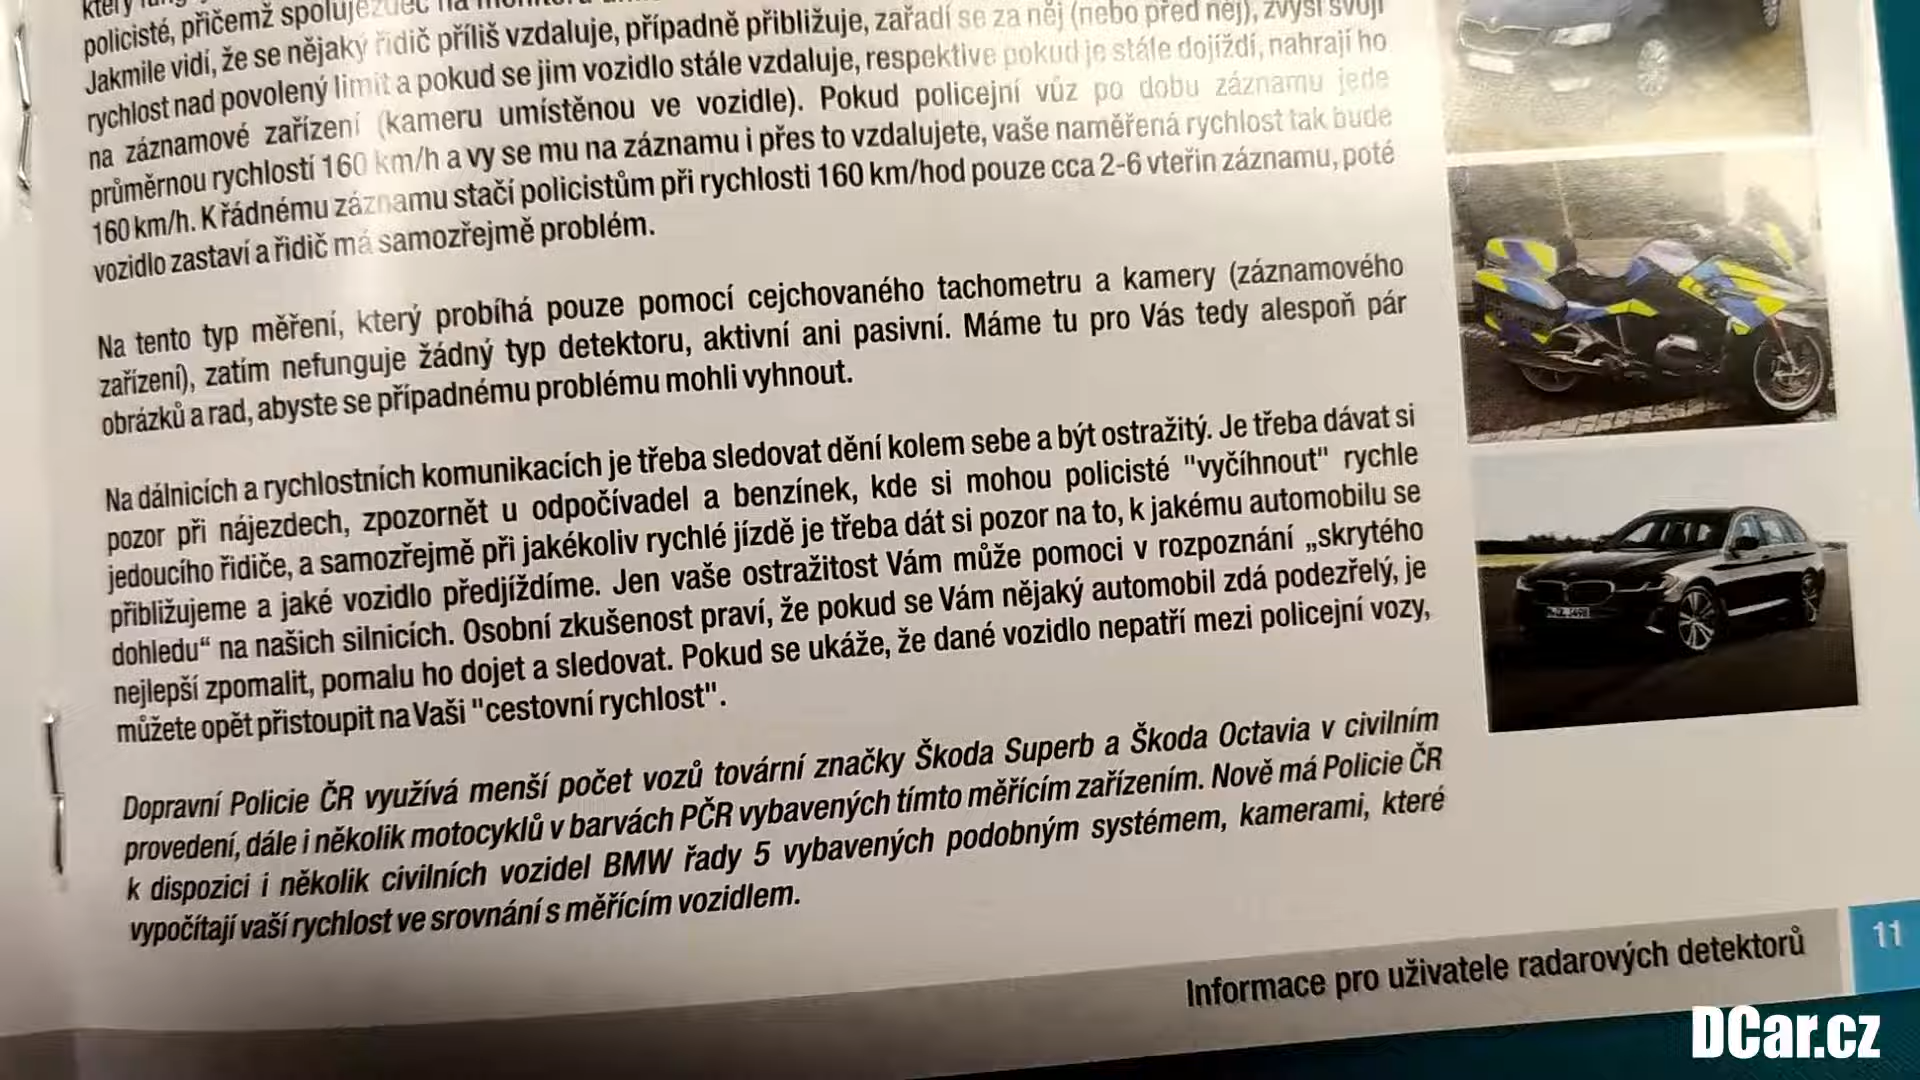 policisté, přičemž spolujezdec na monitoru
Jakmile vidí, že se nějaký řidič příliš vzdaluje, případně přibližuje, zařadí se za něj (nebo před něj), zvýší svoji
rychlost nad povolený limit a pokud se jim vozidlo stále vzdaluje, respektive pokud je stále dojíždí, nahrají ho
na záznamové zařízení (kameru umístěnou ve vozidle). Pokud policejní vůz po dobu záznamu jede
průměrnou rychlostí 160 km/h a vy se mu na záznamu i přes to vzdalujete, vaše naměřená rychlost tak bude
160 km/h. K řádnému záznamu stačí policistům při rychlosti 160 km/hod pouze cca 2-6 vteřin záznamu, poté
vozidlo zastaví a řidič má samozřejmě problém.
Na tento typ měření, který probíhá pouze pomocí cejchovaného tachometru a kamery (záznamového
zařízení), zatím nefunguje žádný typ detektoru, aktivní ani pasivní. Máme tu pro Vás tedy alespoň pár
obrázků a rad, abyste se případnému problému mohli vyhnout.
Na dálnicích a rychlostních komunikacích je třeba sledovat dění kolem sebe a být ostražitý. Je třeba dávat si
pozor při nájezdech, zpozornět u odpočívadel a benzínek, kde si mohou policisté "vyčíhnout" rychle
jedoucího řidiče, a samozřejmě při jakékoliv rychlé jízdě je třeba dát si pozor na to, k jakému automobilu se
přibližujeme a jaké vozidlo předjíždíme. Jen vaše ostražitost Vám může pomoci v rozpoznání „skrytého
dohledu“ na našich silnicích. Osobní zkušenost praví, že pokud se Vám nějaký automobil zdá podezřelý, je
nejlepší zpomalit, pomalu ho dojet a sledovat. Pokud se ukáže, že dané vozidlo nepatří mezi policejní vozy,
můžete opět přistoupit na Vaši "cestovní rychlost".
Dopravní Policie ČR využívá menší počet vozů tovární značky Škoda Superb a Škoda Octavia v civilním
provedení, dále i několik motocyklů v barvách PČR vybavených tímto měřícím zařízením. Nově má Policie ČR
k dispozici i několik civilních vozidel BMW řady 5 vybavených podobným systémem, kamerami, které
vypočítají vaší rychlost ve srovnání s měřícím vozidlem.
Informace pro uživatele radarových detektorů
11
DCar.cz